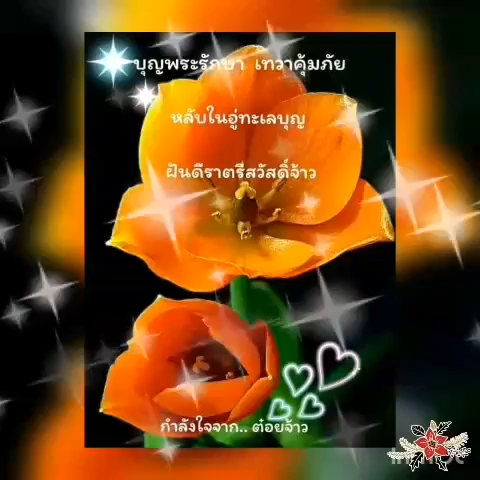 บุญพระรักษา เทวาคุ้มภัย
หลับในอู่ทะเลบุญ
ฝันดีราตรีสวัสดิ์จ้าว
กำลังใจจาก.. ต๋อยจ้าว